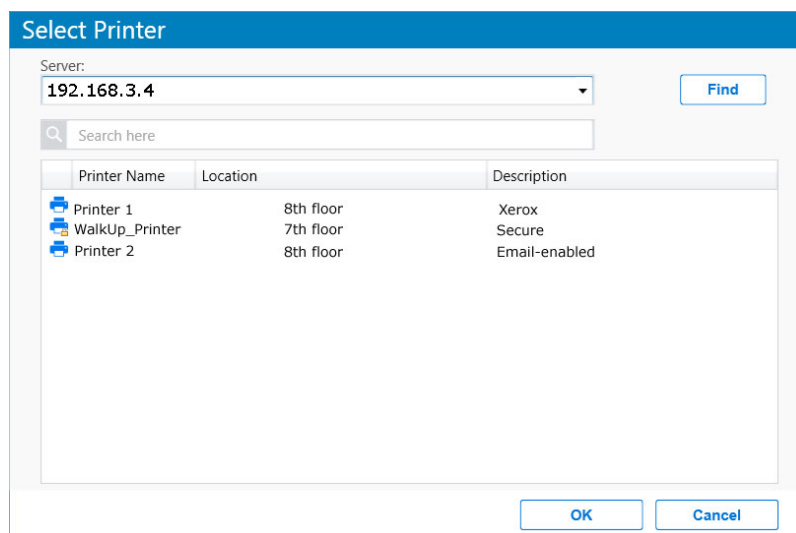 Select Printer
Server:
192.168.3.4
Find
Search here
Printer Name Location Description
Printer 1 8th floor Xerox
WalkUp_Printer 7th floor Secure
Printer 2 8th floor Email-enabled
OK Cancel